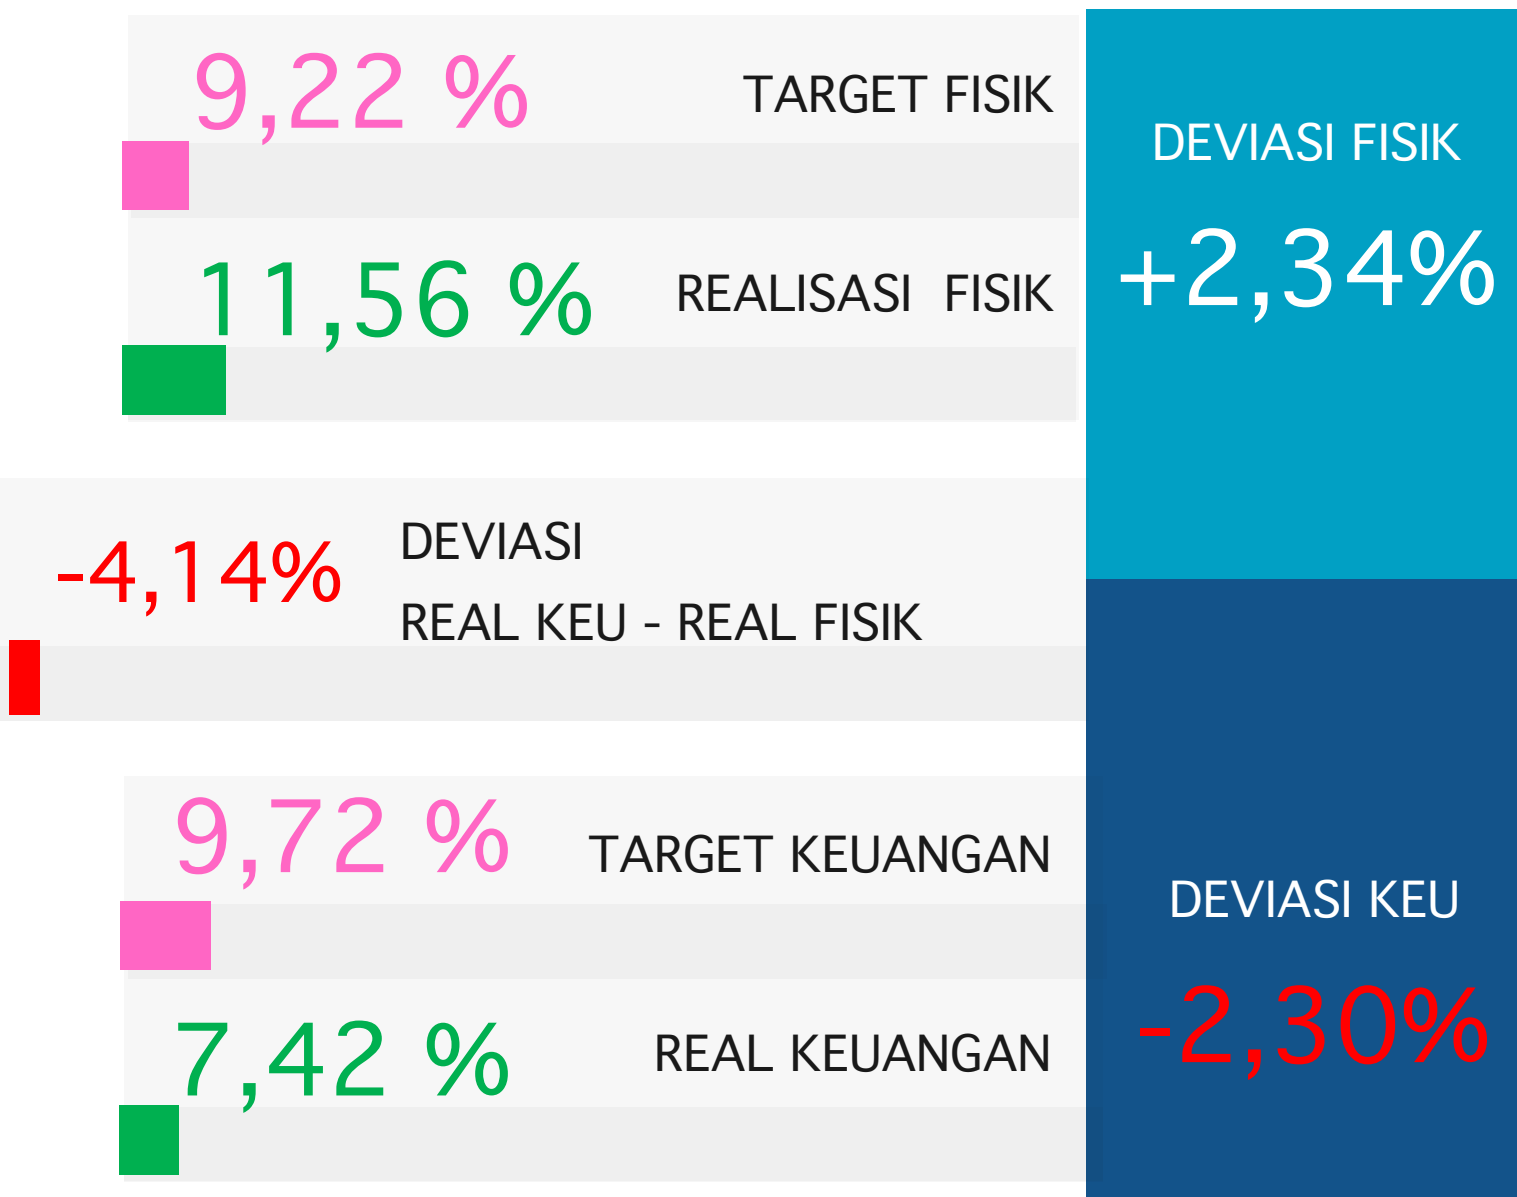 9,22 %
TARGET FISIK
11,56 %
REALISASI  FISIK
DEVIASI FISIK
+2,34%
-4,14%
DEVIASI
REAL KEU - REAL FISIK
9,72 %
TARGET KEUANGAN
7,42 %
REAL KEUANGAN
DEVIASI KEU
-2,30%